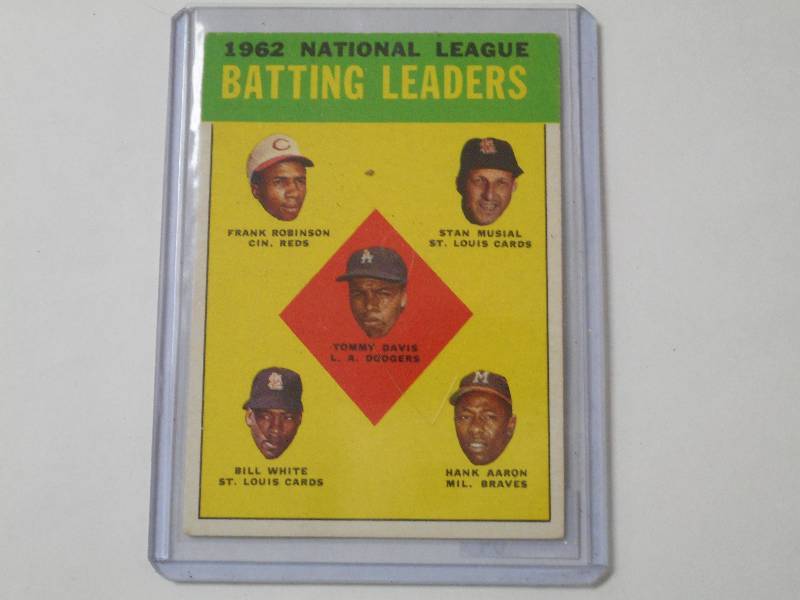 1962 NATIONAL LEAGUE
BATTING LEADERS
C
FRANK ROBINSON
CIN. REDS
STAN MUSIAL
ST. LOUIS CARDS
LA
TOMMY DAVIS
L. A. DODGERS
BILL WHITE
ST. LOUIS CARDS
M
HANK AARON
MIL. BRAVES